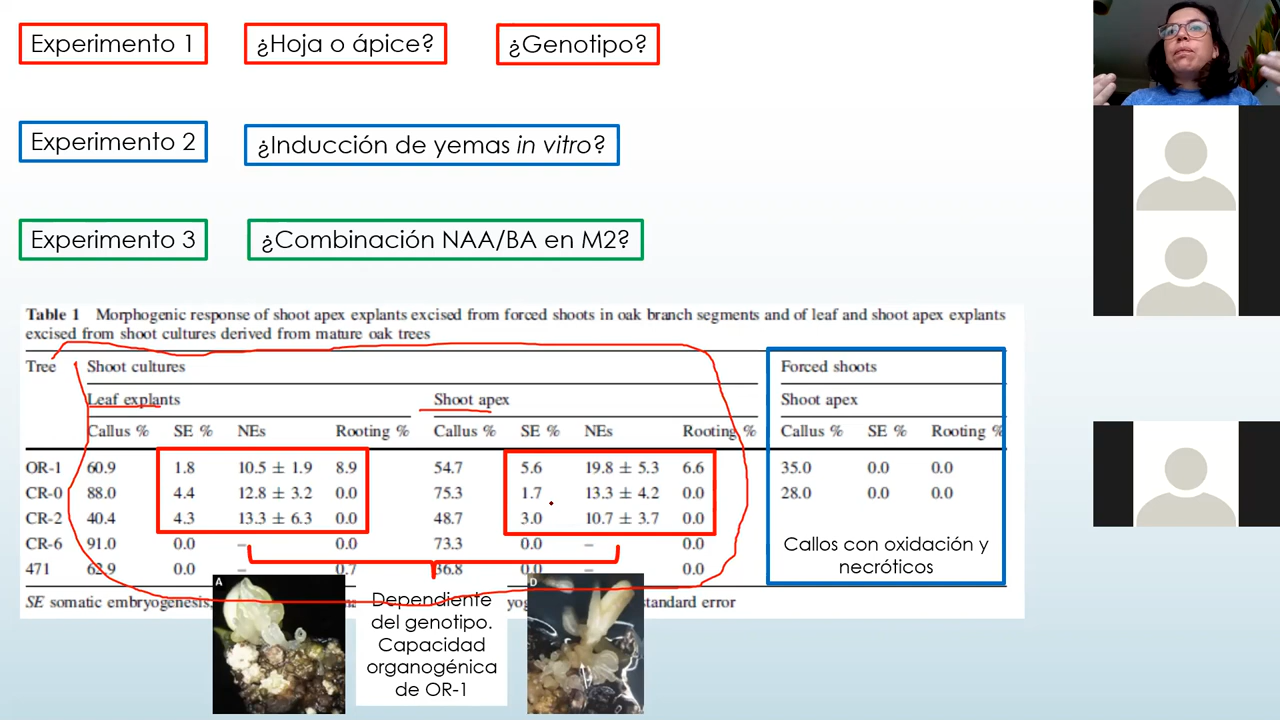 Experimento 1 ¿Hoja o ápice? ¿Genotipo?
Experimento 2 ¿Inducción de yemas in vitro?
Experimento 3 ¿Combinación NAA/BA en M2?
Table 1 Morphogenic response of shoot apex explants excised from forced shoots in oak branch segments and of leaf and shoot apex explants
excised from shoot cultures derived from mature oak trees
Tree Shoot cultures Forced shoots
Leaf explants Shoot apex Shoot apex
Callus % SE % NEs Rooting % Callus % SE % NEs Rooting % Callus % SE % Rooting %
OR-1 60.9 1.8 10.5 ± 1.9 8.9 54.7 5.6 19.8 ± 5.3 6.6 35.0 0.0 0.0
CR-0 88.0 4.4 12.8 ± 3.2 0.0 75.3 1.7 13.3 ± 4.2 0.0 28.0 0.0 0.0
CR-2 40.4 4.3 13.3 ± 6.3 0.0 48.7 3.0 10.7 ± 3.7 0.0
CR-6 91.0 0.0 – 0.0 73.3 0.0 – 0.0
471 62.9 0.0 0.7 36.8 0.0 – 0.0
Callos con oxidación y
necróticos
SE somatic embryogenesis, standard error
A
D
Dependiente
del genotipo.
Capacidad
organogénica
de OR-1